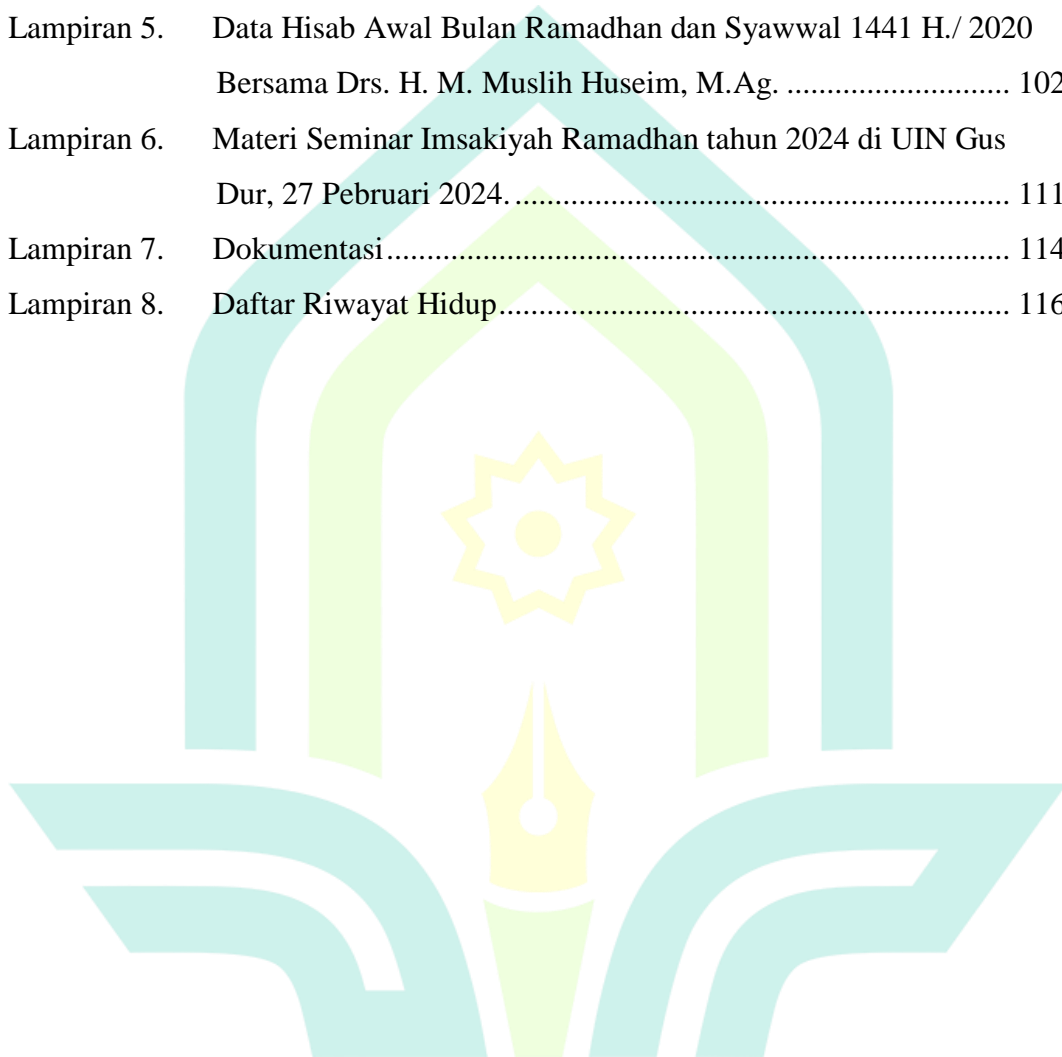 Lampiran 5. Data Hisab Awal Bulan Ramadhan dan Syawwal 1441 H./ 2020
Bersama Drs. H. M. Muslih Huseim, M.Ag. .......................... 102
Lampiran 6. Materi Seminar Imsakiyah Ramadhan tahun 2024 di UIN Gus
Dur, 27 Pebruari 2024. ......................................................... 111
Lampiran 7. Dokumentasi ....................................................................... 114
Lampiran 8. Daftar Riwayat Hidup .......................................................... 116